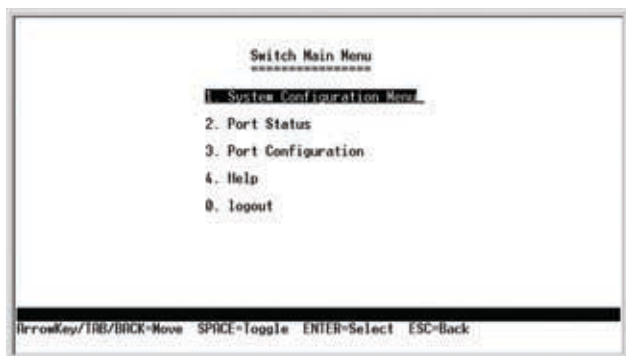 Switch Main Menu
================
1. System Configuration Menu
2. Port Status
3. Port Configuration
4. Help
0. logout
ArrowKey/TAB/BACK=Move SPACE=Toggle ENTER=Select ESC=Back